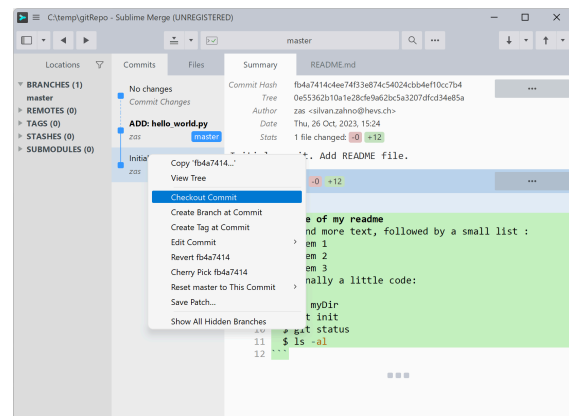 C:\temp\gitRepo - Sublime Merge (UNREGISTERED)
master
Locations
Commits
Files
Summary
README.md
BRANCHES (1)
master
REMOTES (0)
TAGS (0)
STASHES (0)
SUBMODULES (0)
No changes
Commit Changes
ADD: hello_world.py
zas
master
Initia
zas
Commit Hash fb4a7414c4ee74f33e874c54024cbb4ef10cc7b4
Tree 0e55362b10a1e28cfe9a62bc5a3207dfcd34e85a
Author zas <silvan.zahno@hevs.ch>
Date Thu, 26 Oct, 2023, 15:24
Stats 1 file changed: -0 +12
it. Add README file.
-0 +12
Copy 'fb4a7414...'
View Tree
Checkout Commit
Create Branch at Commit
Create Tag at Commit
Edit Commit
Revert fb4a7414
Cherry Pick fb4a7414
Reset master to This Commit
Save Patch...
Show All Hidden Branches
e of my readme
nd more text, followed by a small list :
em 1
em 2
em 3
nally a little code:
myDir
t init
10 $ git status
11 $ ls -al
12 ```